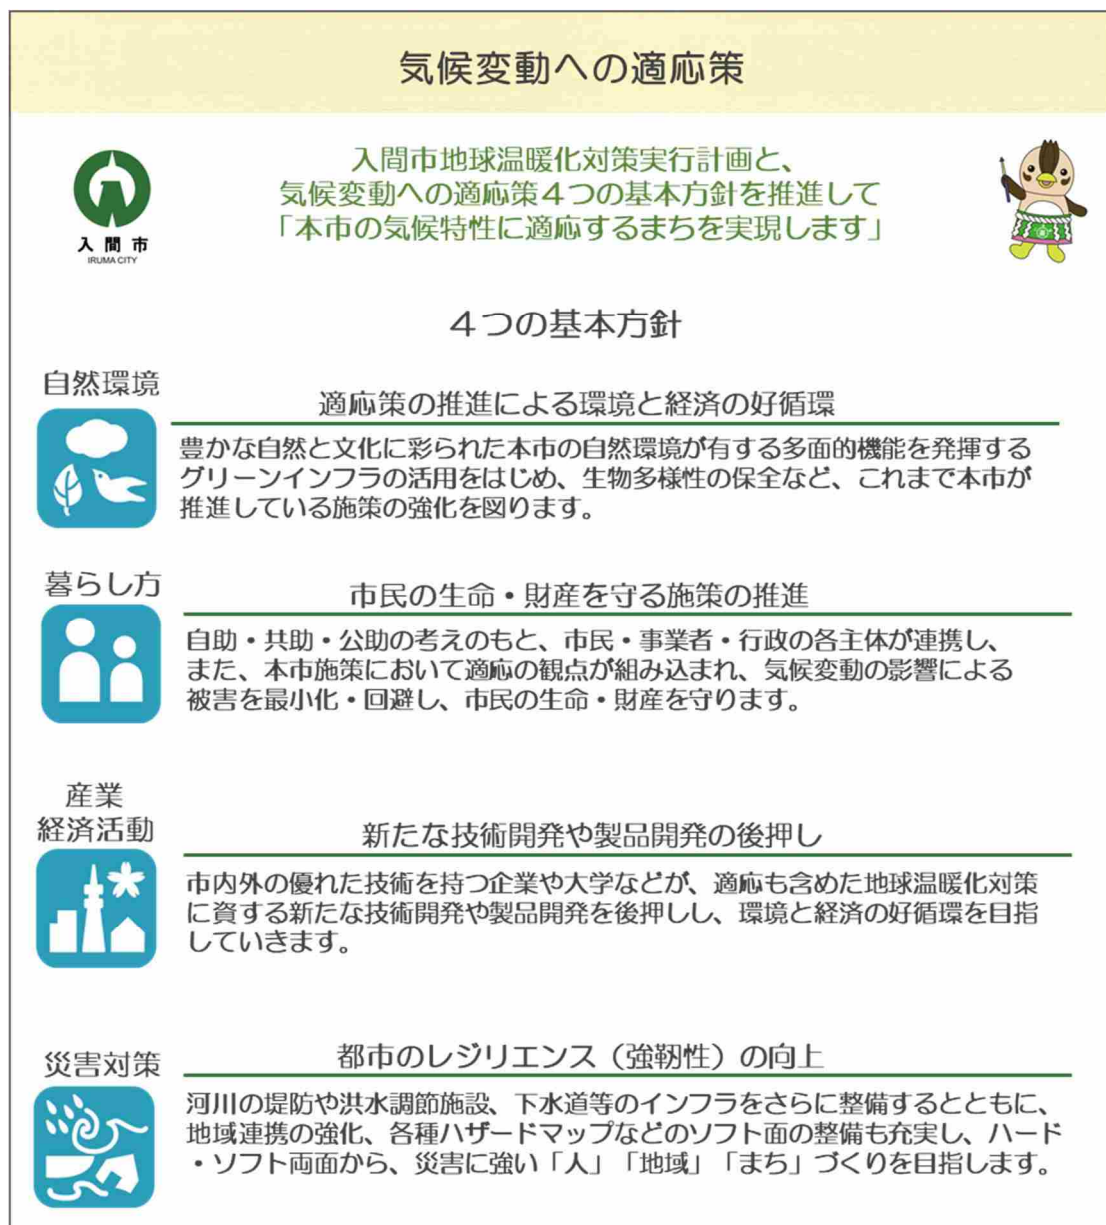 気候変動への適応策
入間市地球温暖化対策実行計画と、
気候変動への適応策４つの基本方針を推進して
「本市の気候特性に適応するまちを実現します」
入間市
IRUMA CITY
４つの基本方針
自然環境
適応策の推進による環境と経済の好循環
豊かな自然と文化に彩られた本市の自然環境が有する多面的機能を発揮する
グリーンインフラの活用をはじめ、生物多様性の保全など、これまで本市が
推進している施策の強化を図ります。
暮らし方
市民の生命・財産を守る施策の推進
自助・共助・公助の考えのもと、市民・事業者・行政の各主体が連携し、
また、本市施策において適応の観点が組み込まれ、気候変動の影響による
被害を最小化・回避し、市民の生命・財産を守ります。
産業
経済活動
新たな技術開発や製品開発の後押し
市内外の優れた技術を持つ企業や大学などが、適応も含めた地球温暖化対策
に資する新たな技術開発や製品開発を後押しし、環境と経済の好循環を目指
していきます。
災害対策
都市のレジリエンス（強靭性）の向上
河川の堤防や洪水調節施設、下水道等のインフラをさらに整備するとともに、
地域連携の強化、各種ハザードマップなどのソフト面の整備も充実し、ハード
・ソフト両面から、災害に強い「人」「地域」「まち」づくりを目指します。